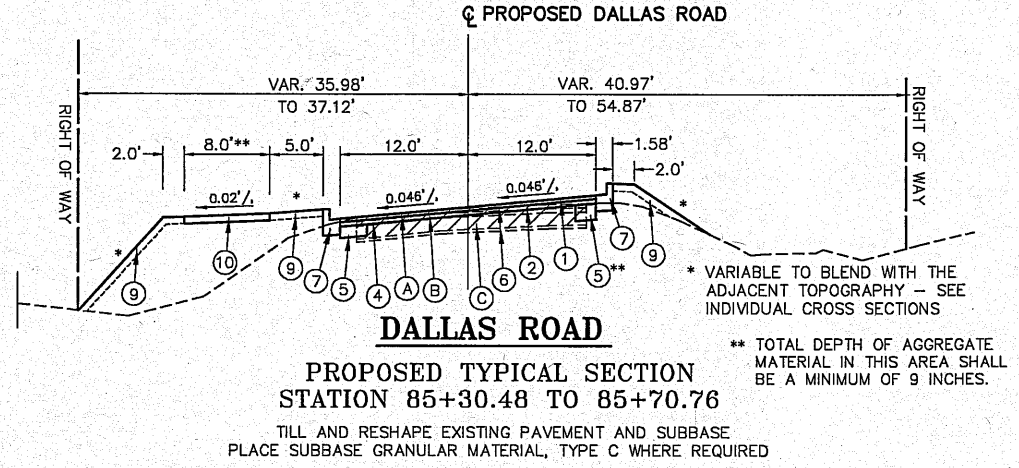 ℄ PROPOSED DALLAS ROAD
VAR. 35.98' TO 37.12'
VAR. 40.97' TO 54.87'
RIGHT OF WAY
RIGHT OF WAY
2.0' 8.0'** 5.0' 12.0' 12.0' 1.58'
2.0'
0.02'/, * 0.046'/, 0.046'/,
* *
9 10 9 7 5 4 A B C 6 2 1 5** 9 7
* VARIABLE TO BLEND WITH THE
ADJACENT TOPOGRAPHY – SEE
INDIVIDUAL CROSS SECTIONS
DALLAS ROAD
** TOTAL DEPTH OF AGGREGATE
MATERIAL IN THIS AREA SHALL
BE A MINIMUM OF 9 INCHES.
PROPOSED TYPICAL SECTION
STATION 85+30.48 TO 85+70.76
TILL AND RESHAPE EXISTING PAVEMENT AND SUBBASE
PLACE SUBBASE GRANULAR MATERIAL, TYPE C WHERE REQUIRED